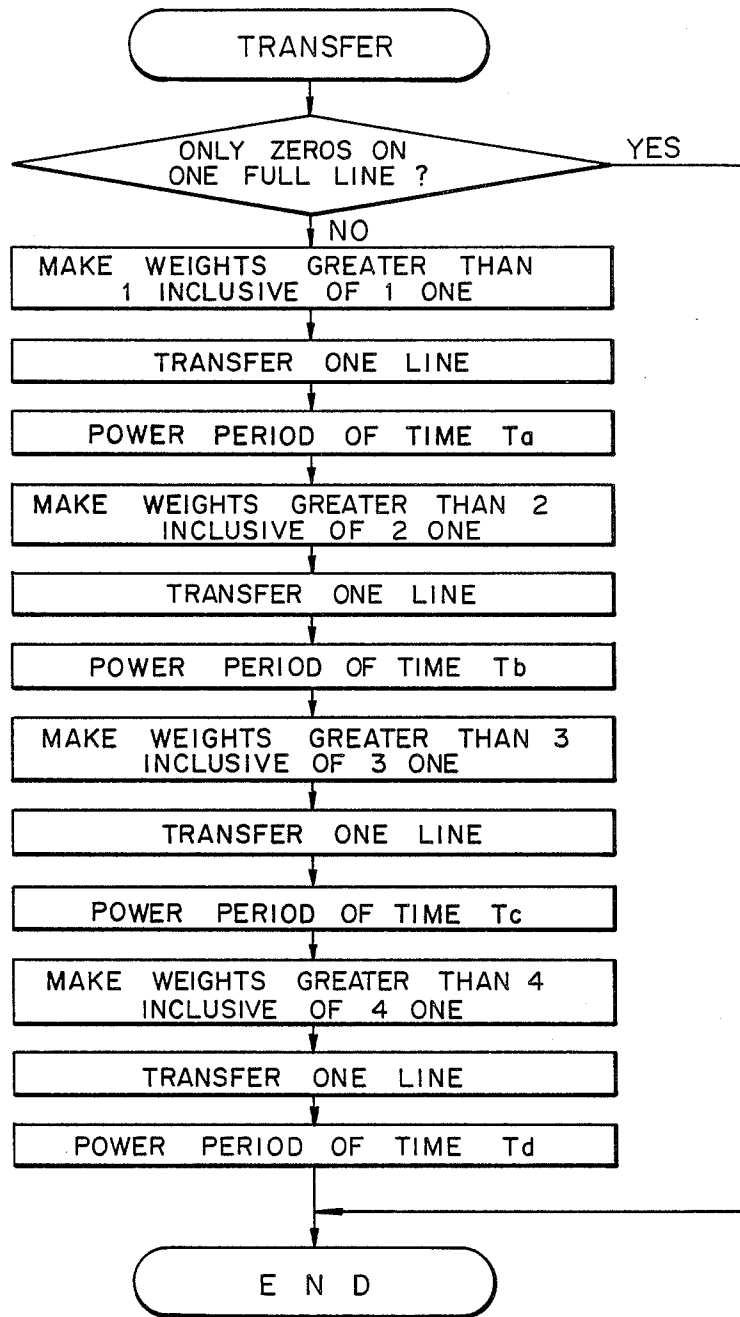 TRANSFER
ONLY ZEROS ON
ONE FULL LINE ?
YES
NO
MAKE WEIGHTS GREATER THAN
1 INCLUSIVE OF 1 ONE
TRANSFER ONE LINE
POWER PERIOD OF TIME Ta
MAKE WEIGHTS GREATER THAN 2
INCLUSIVE OF 2 ONE
TRANSFER ONE LINE
POWER PERIOD OF TIME Tb
MAKE WEIGHTS GREATER THAN 3
INCLUSIVE OF 3 ONE
TRANSFER ONE LINE
POWER PERIOD OF TIME Tc
MAKE WEIGHTS GREATER THAN 4
INCLUSIVE OF 4 ONE
TRANSFER ONE LINE
POWER PERIOD OF TIME Td
END